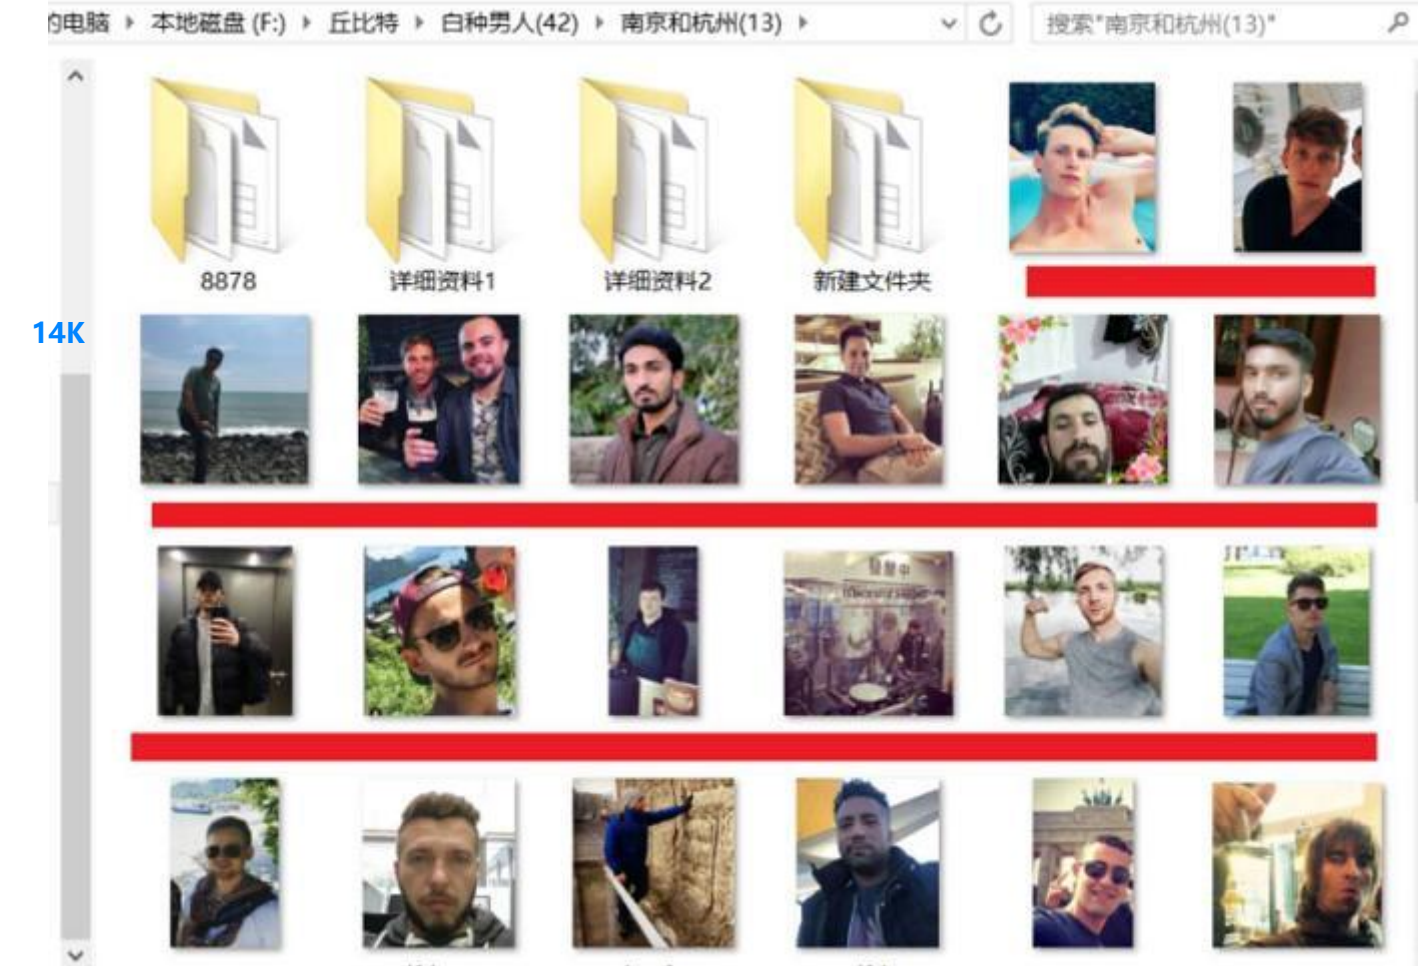 的电脑 本地磁盘 (F:) 丘比特 白种男人(42) 南京和杭州(13) 搜索"南京和杭州(13)"
8878 详细资料1 详细资料2 新建文件夹
14K